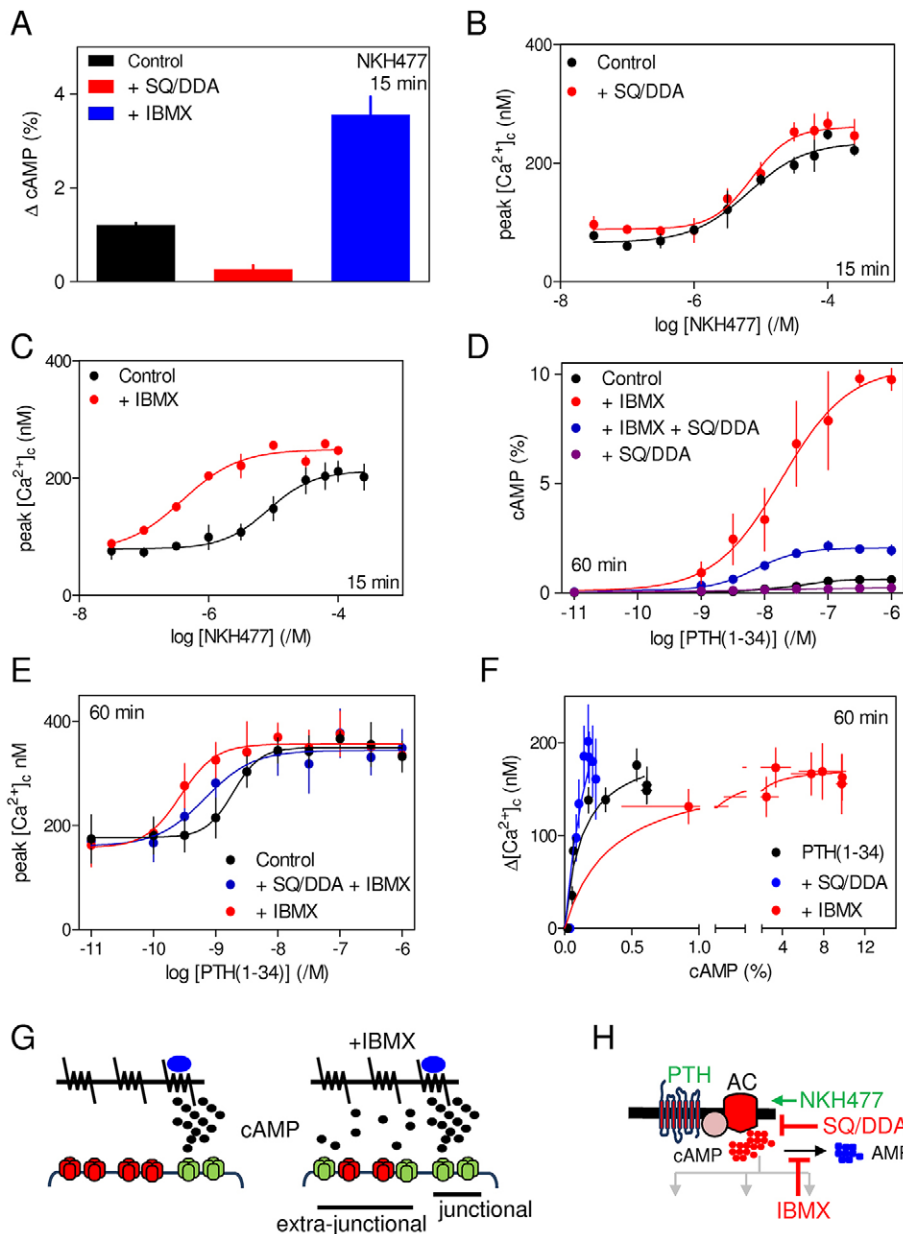 A
Δ cAMP (%)
4
2
0
Control
+ SQ/DDA
+ IBMX
NKH477
15 min
B
peak [Ca²⁺]c (nM)
400
200
0
Control
+ SQ/DDA
15 min
-8 -6 -4
log [NKH477] (/M)
C
peak [Ca²⁺]c (nM)
400
200
0
Control
+ IBMX
15 min
-8 -6 -4
log [NKH477] (/M)
D
cAMP (%)
10
5
0
Control
+ IBMX
+ IBMX + SQ/DDA
+ SQ/DDA
60 min
-11 -10 -9 -8 -7 -6
log [PTH(1-34)] (/M)
E
peak [Ca²⁺]c nM
400
200
0
60 min
Control
+ SQ/DDA + IBMX
+ IBMX
-11 -10 -9 -8 -7 -6
log [PTH(1-34)] (/M)
F
Δ[Ca²⁺]c (nM)
200
100
0
60 min
PTH(1-34)
+ SQ/DDA
+ IBMX
0.0 0.5 1.0 4 8 12
cAMP (%)
G
+IBMX
cAMP
extra-junctional
junctional
H
PTH
AC
NKH477
SQ/DDA
cAMP
AMP
IBMX